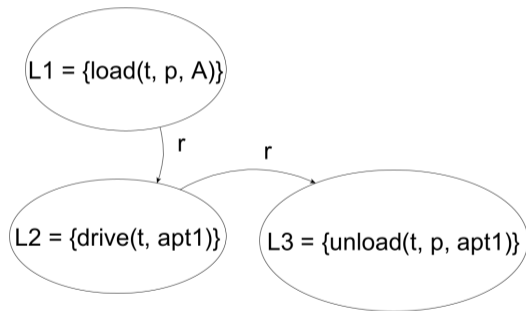 L1 = {load(t, p, A)}
r
r
L2 = {drive(t, apt1)}
L3 = {unload(t, p, apt1)}